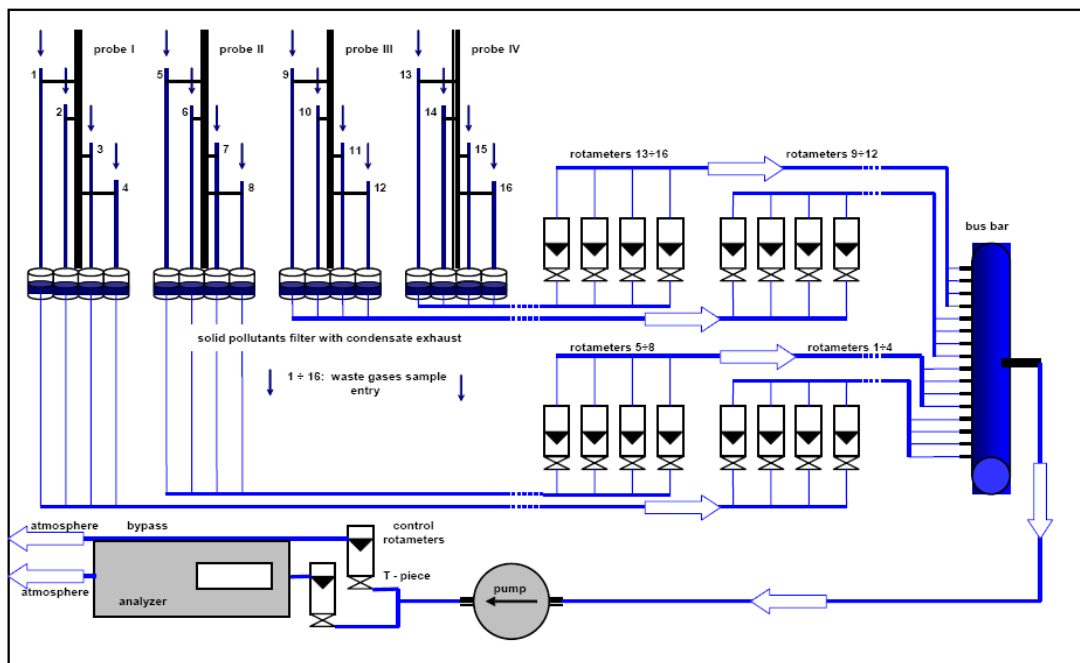 probe I
probe II
probe III
probe IV
1
5
9
13
2
6
10
14
3
7
11
15
4
8
12
16
rotameters 13÷16
rotameters 9÷12
bus bar
solid pollutants filter with condensate exhaust
rotameters 5÷8
rotameters 1÷4
1 ÷ 16: waste gases sample
entry
atmosphere
bypass
control
rotameters
T - piece
atmosphere
analyzer
pump